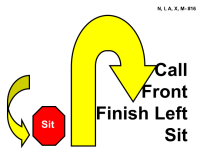 N, I, A, X, M- #16
Call
Front
Finish Left
Sit
Sit